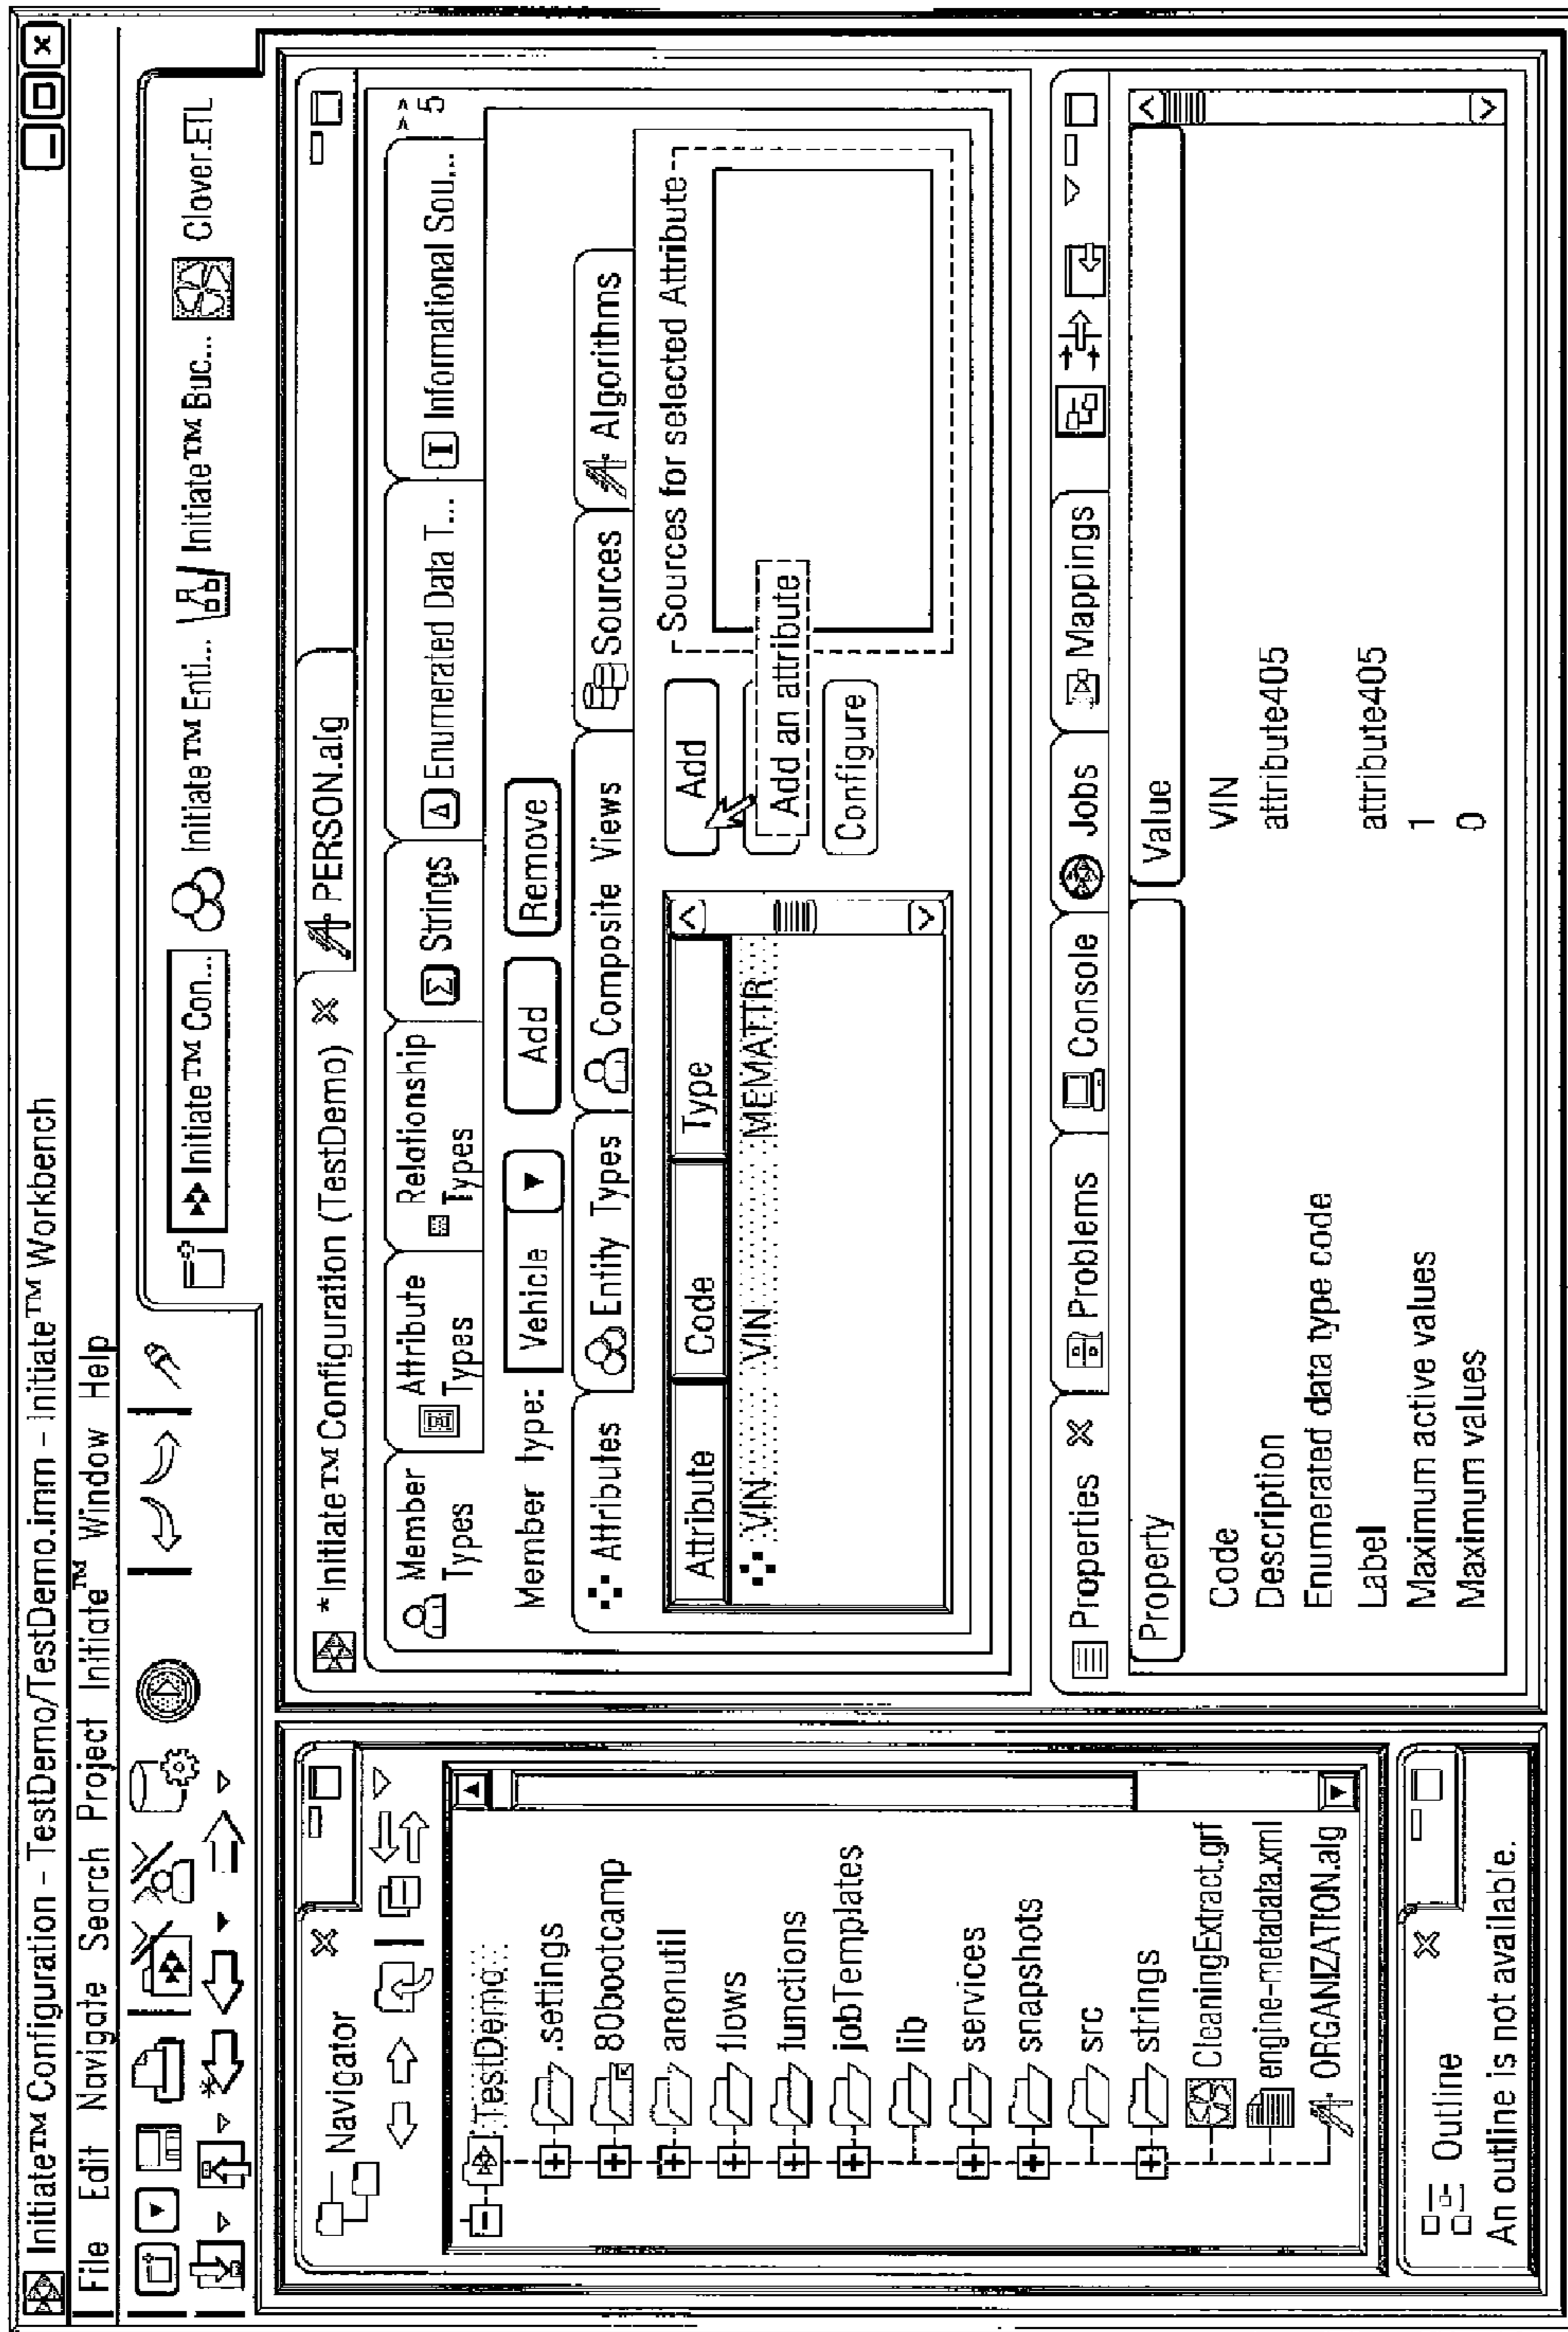 Initiate™ Configuration - TestDemo/TestDemo.imm - Initiate™ Workbench
File Edit Navigate Search Project Initiate™ Window Help
Initiate™ Con...
Initiate™ Enti...
Initiate™ Buc...
Clover.ETL
Navigator
TestDemo
.settings
80bootcamp
anonutil
flows
functions
jobTemplates
lib
services
snapshots
src
strings
CleaningExtract.grf
engine-metadata.xml
ORGANIZATION.alg
Outline
An outline is not available.
*Initiate™ Configuration (TestDemo)
PERSON.alg
Member Types
Attribute Types
Relationship Types
Strings
Enumerated Data T...
Informational Sou...
5
Member type: Vehicle Add Remove
Attributes
Entity Types
Composite Views
Sources
Algorithms
Attribute Code Type
VIN VIN MEMATTR
Add
Add an attribute
Configure
Sources for selected Attribute
Properties
Problems
Console
Jobs
Mappings
Property Value
Code VIN
Description attribute405
Enumerated data type code
Label attribute405
Maximum active values 1
Maximum values 0